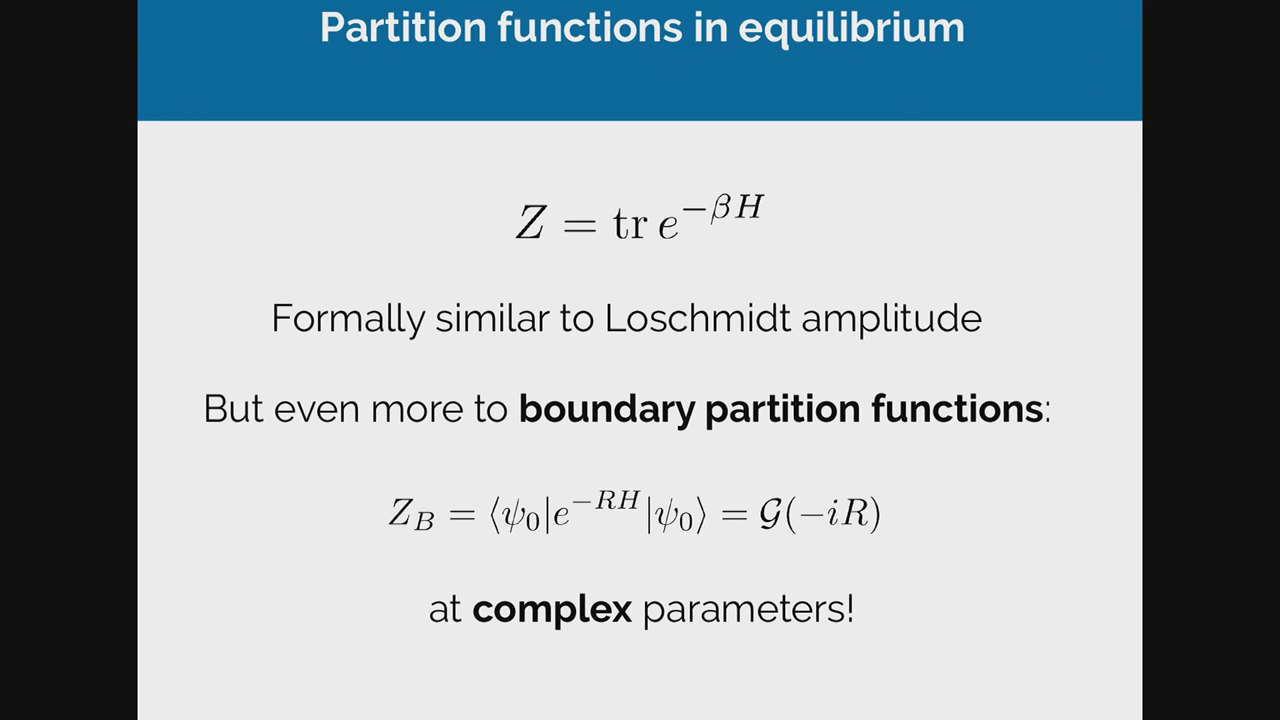 Partition functions in equilibrium
Z = tr e^{-βH}
Formally similar to Loschmidt amplitude
But even more to boundary partition functions:
Z_B = ⟨ψ_0|e^{-RH}|ψ_0⟩ = 𝒢(-iR)
at complex parameters!